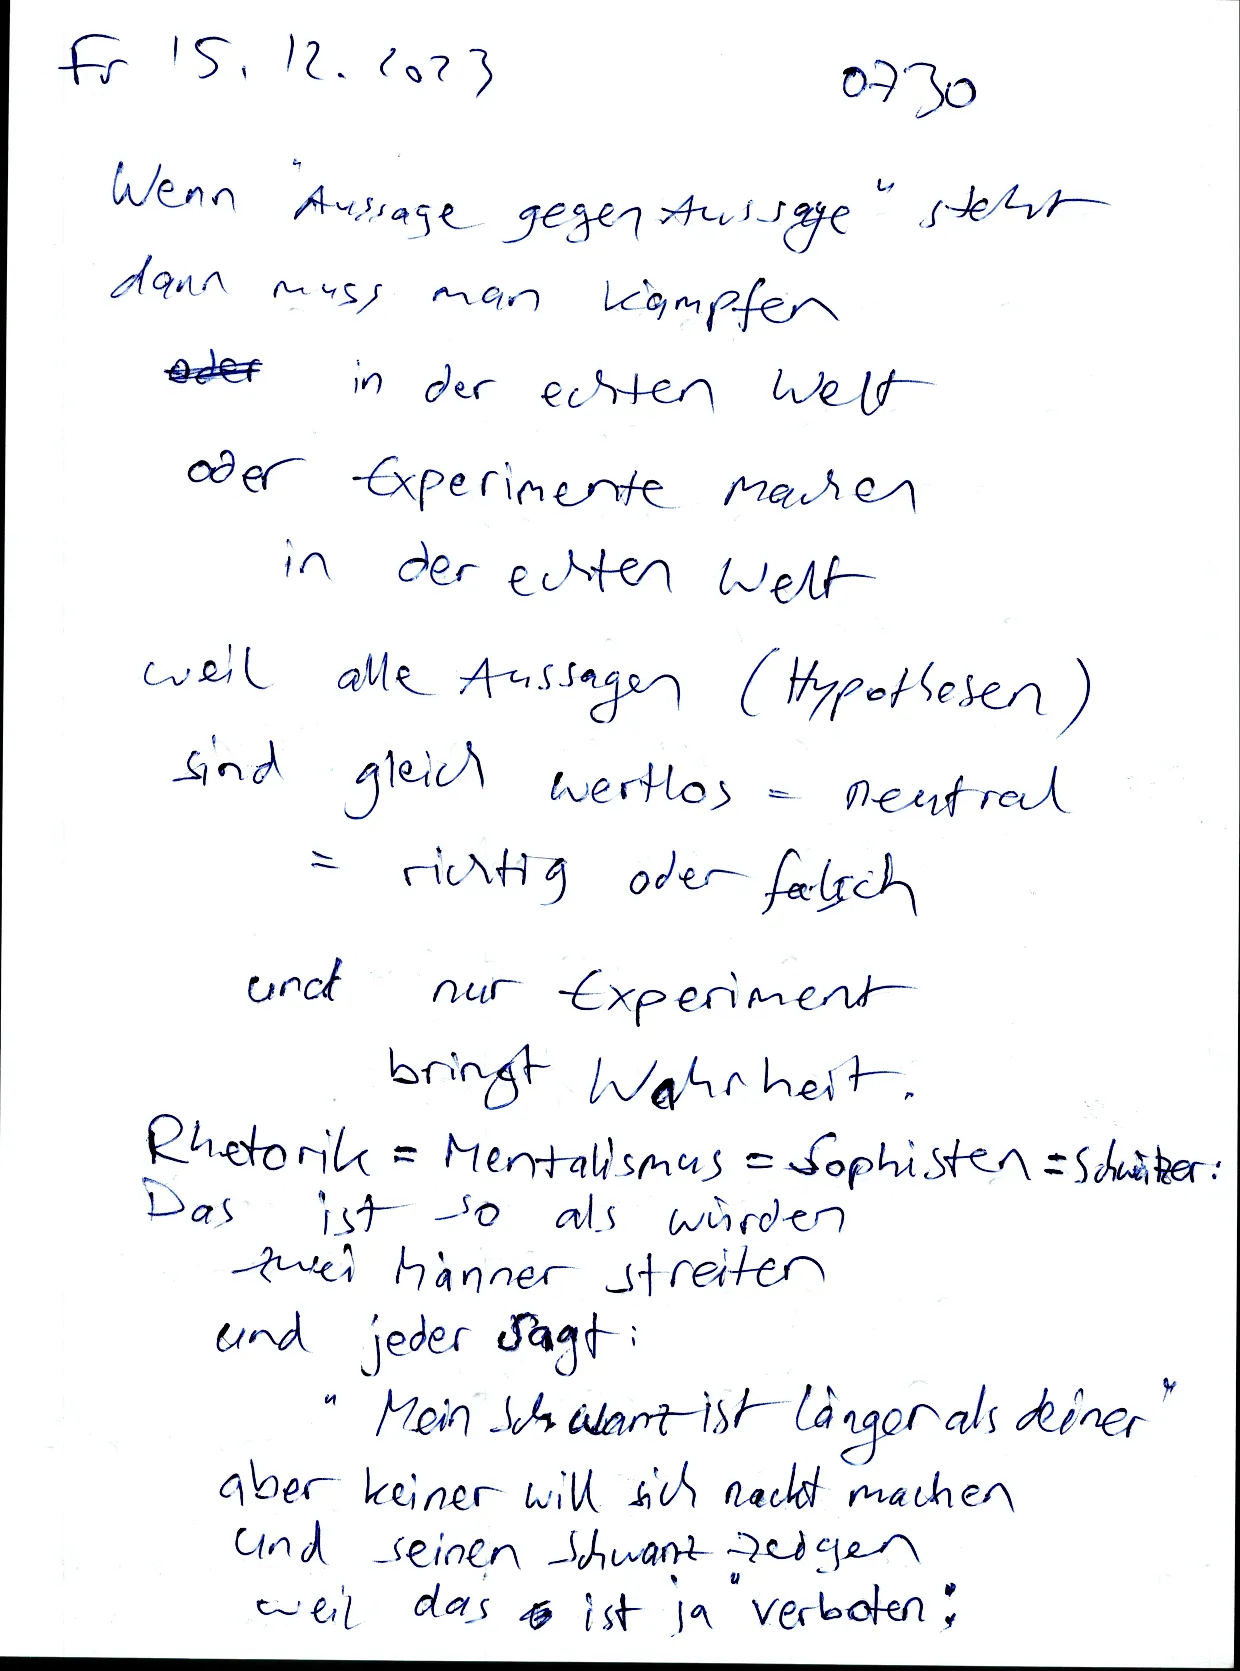 Fr 15.12.2023 0730
Wenn "Aussage gegen Aussage" steht
dann muss man kämpfen
oder in der echten Welt
oder Experimente machen
in der echten Welt
weil alle Aussagen (Hypothesen)
sind gleich wertlos = neutral
= richtig oder falsch
und nur Experiment
bringt Wahrheit.
Rhetorik = Mentalismus = Sophisten = Schwätzer:
Das ist so als würden
zwei Männer streiten
und jeder sagt:
"Mein Schwanz ist länger als deiner"
aber keiner will sich nackt machen
und seinen Schwanz zeigen
weil das ist ja "verboten"